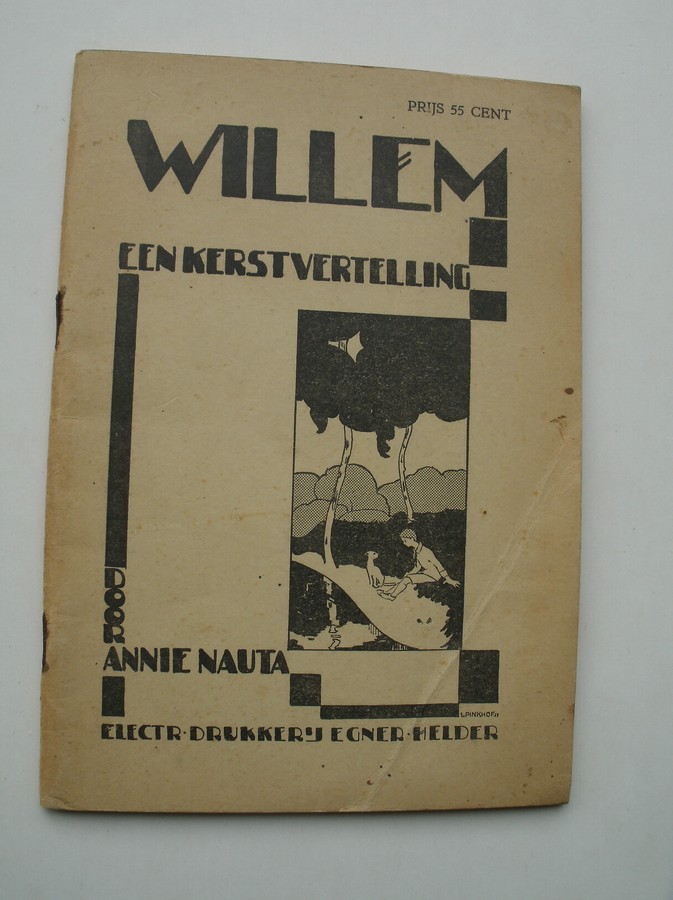 PRIJS 55 CENT
WILLEM
EEN KERSTVERTELLING
DOOR
ANNIE NAUTA
L.PINKHOF
ELECTR·DRUKKERIJ EGNER·HELDER